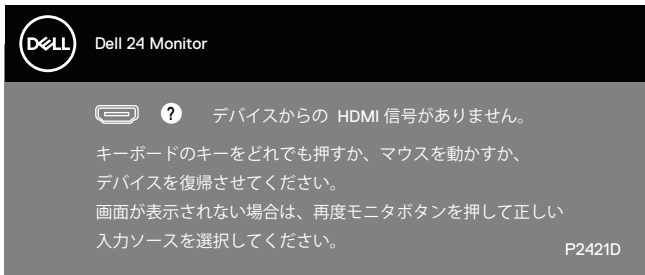 DELL
Dell 24 Monitor
? デバイスからの HDMI 信号がありません。
キーボードのキーをどれでも押すか、マウスを動かすか、
デバイスを復帰させてください。
画面が表示されない場合は、再度モニタボタンを押して正しい
入力ソースを選択してください。
P2421D